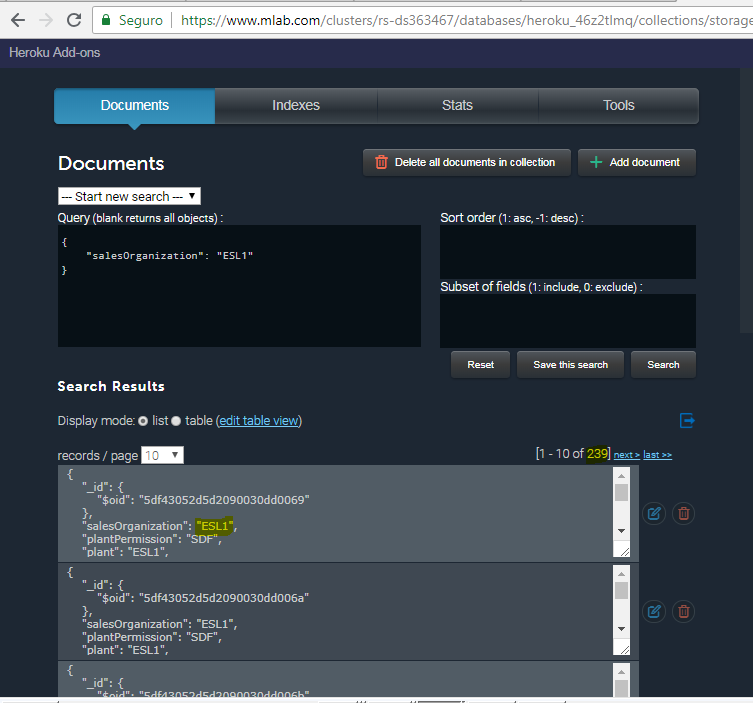 Seguro https://www.mlab.com/clusters/rs-ds363467/databases/heroku_46z2tlmq/collections/storage
Heroku Add-ons
Documents Indexes Stats Tools
Documents
Delete all documents in collection
Add document
--- Start new search ---
Query (blank returns all objects) :
{
"salesOrganization": "ESL1"
}
Sort order (1: asc, -1: desc) :
Subset of fields (1: include, 0: exclude) :
Reset Save this search Search
Search Results
Display mode: list table (edit table view)
records / page 10
[1 - 10 of 239] next > last >>
{
"_id": {
"$oid": "5df43052d5d2090030dd0069"
},
"salesOrganization": "ESL1",
"plantPermission": "SDF",
"plant": "ESL1",
{
"_id": {
"$oid": "5df43052d5d2090030dd006a"
},
"salesOrganization": "ESL1",
"plantPermission": "SDF",
"plant": "ESL1",
{
"_id": {
"$oid": "5df43052d5d2090030dd006b"